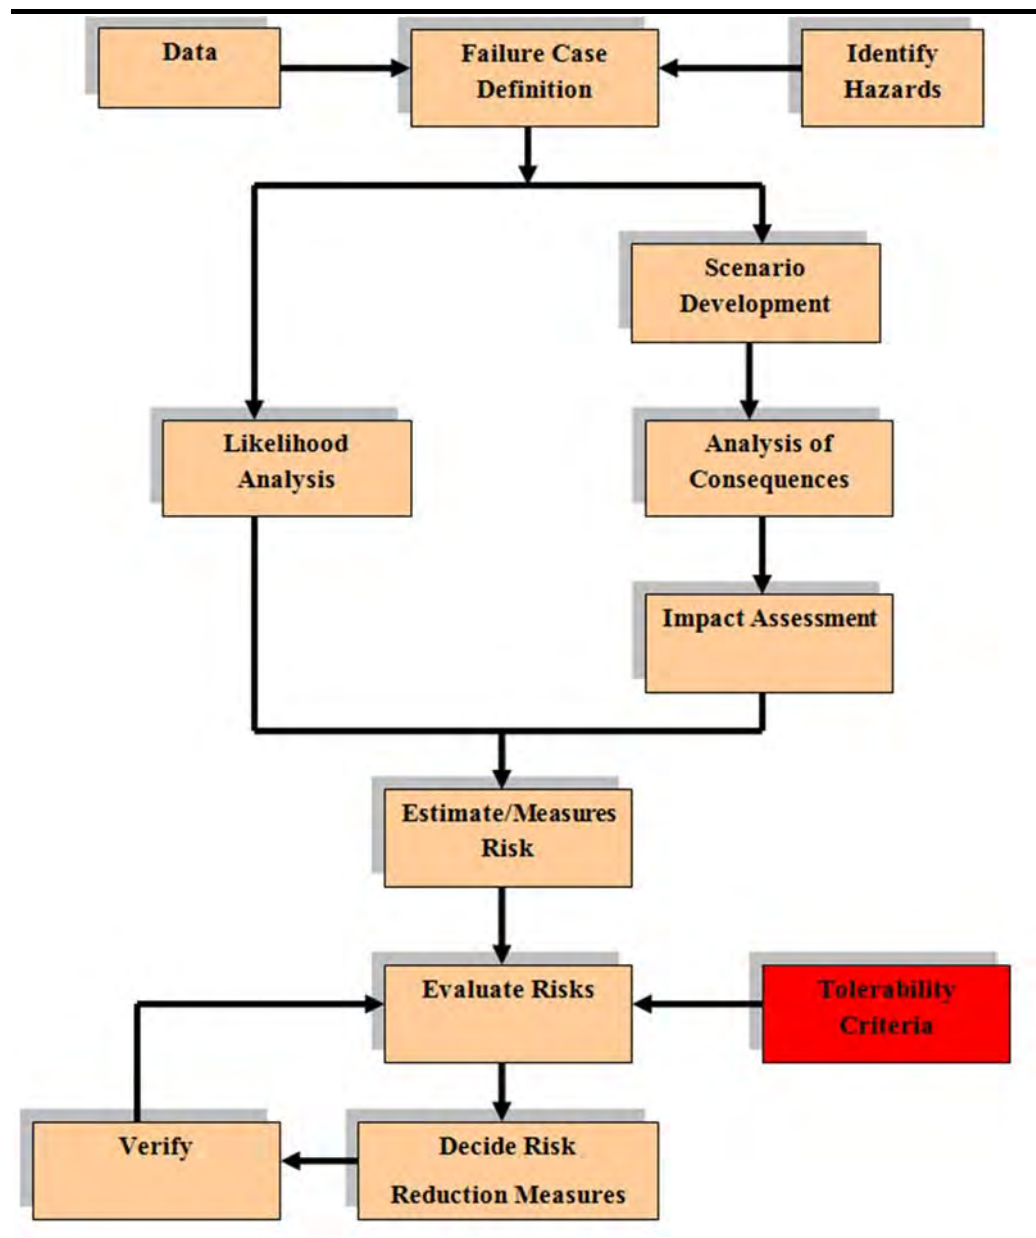 Data
Failure Case
Definition
Identify
Hazards
Scenario
Development
Likelihood
Analysis
Analysis of
Consequences
Impact Assessment
Estimate/Measures
Risk
Evaluate Risks
Tolerability
Criteria
Verify
Decide Risk
Reduction Measures